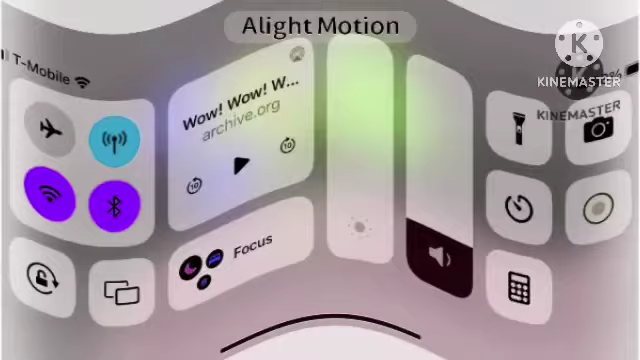 Alight Motion
T-Mobile
K
KINEMASTER
KINEMASTER
Wow! Wow! W...
archive.org
10
10
Focus